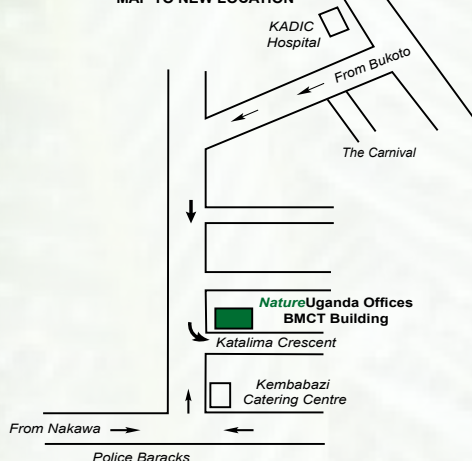 MAP TO NEW LOCATION
KADIC
Hospital
From Bukoto
The Carnival
NatureUganda Offices
BMCT Building
Katalima Crescent
Kembabazi
Catering Centre
From Nakawa
Police Baracks